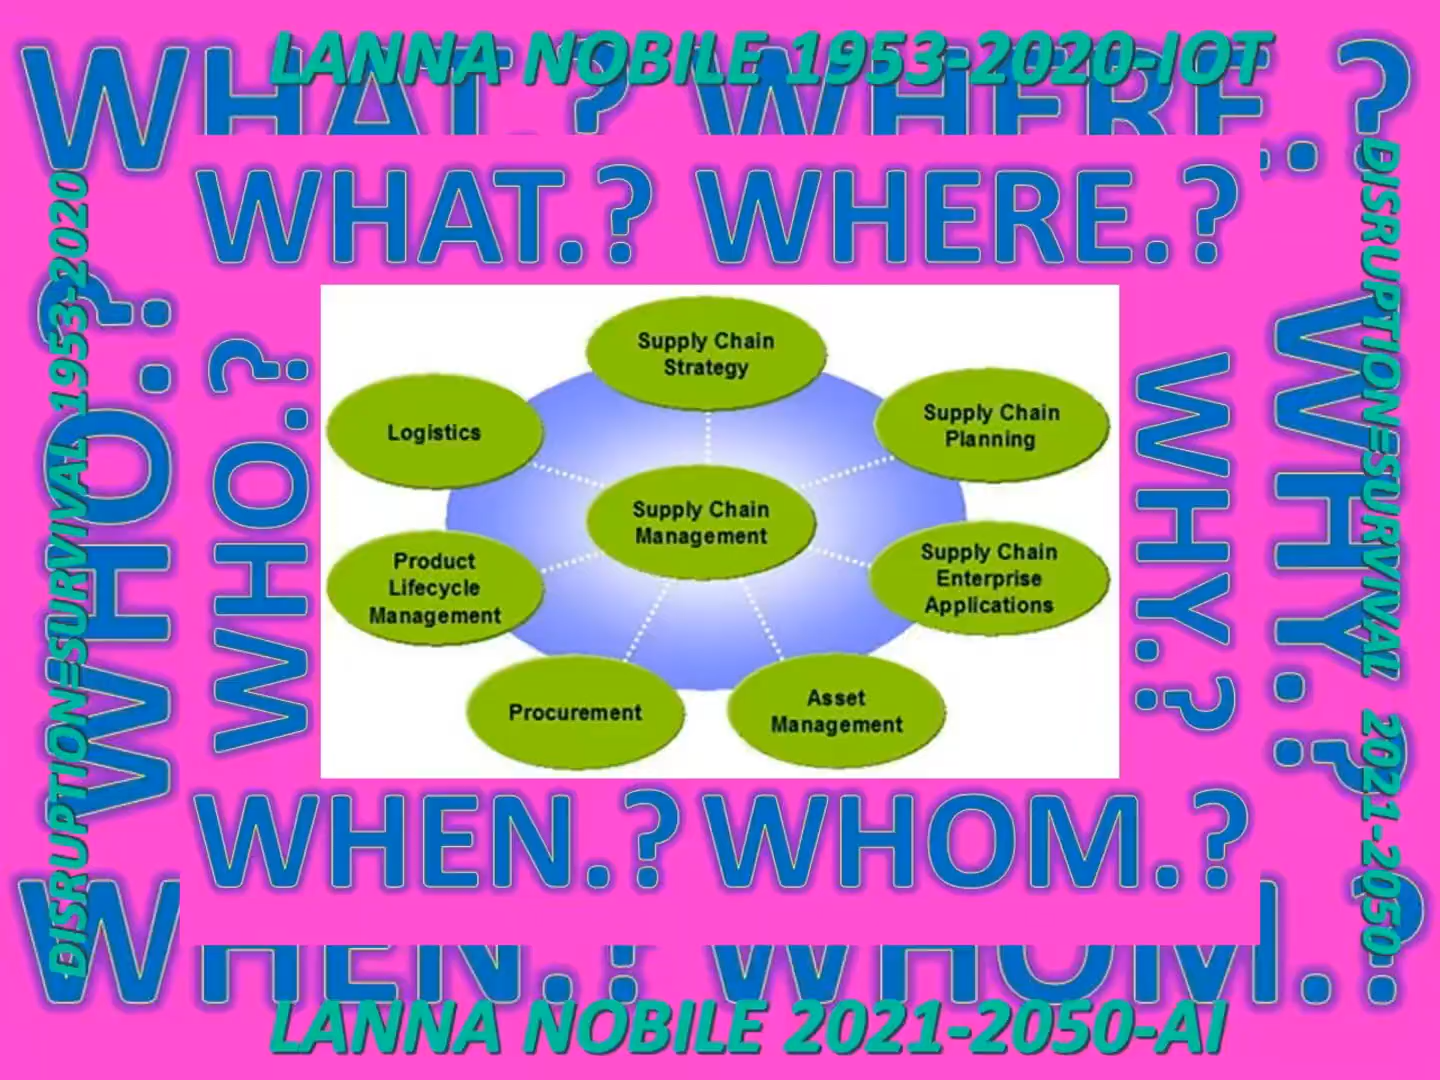 LANNA NOBILE 1953-2020-IOT
WHAT.? WHERE.?
WHAT.? WHERE.?
DISRUPTION=SURVIVAL 1953-2020
WHO.?
WHO.?
Supply Chain
Strategy
Logistics
Supply Chain
Planning
Supply Chain
Management
Product
Lifecycle
Management
Supply Chain
Enterprise
Applications
Procurement
Asset
Management
WHY.?
WHY.?
DISRUPTION=SURVIVAL 2021-2050
WHEN.? WHOM.?
WHEN.? WHOM.?
LANNA NOBILE 2021-2050-AI